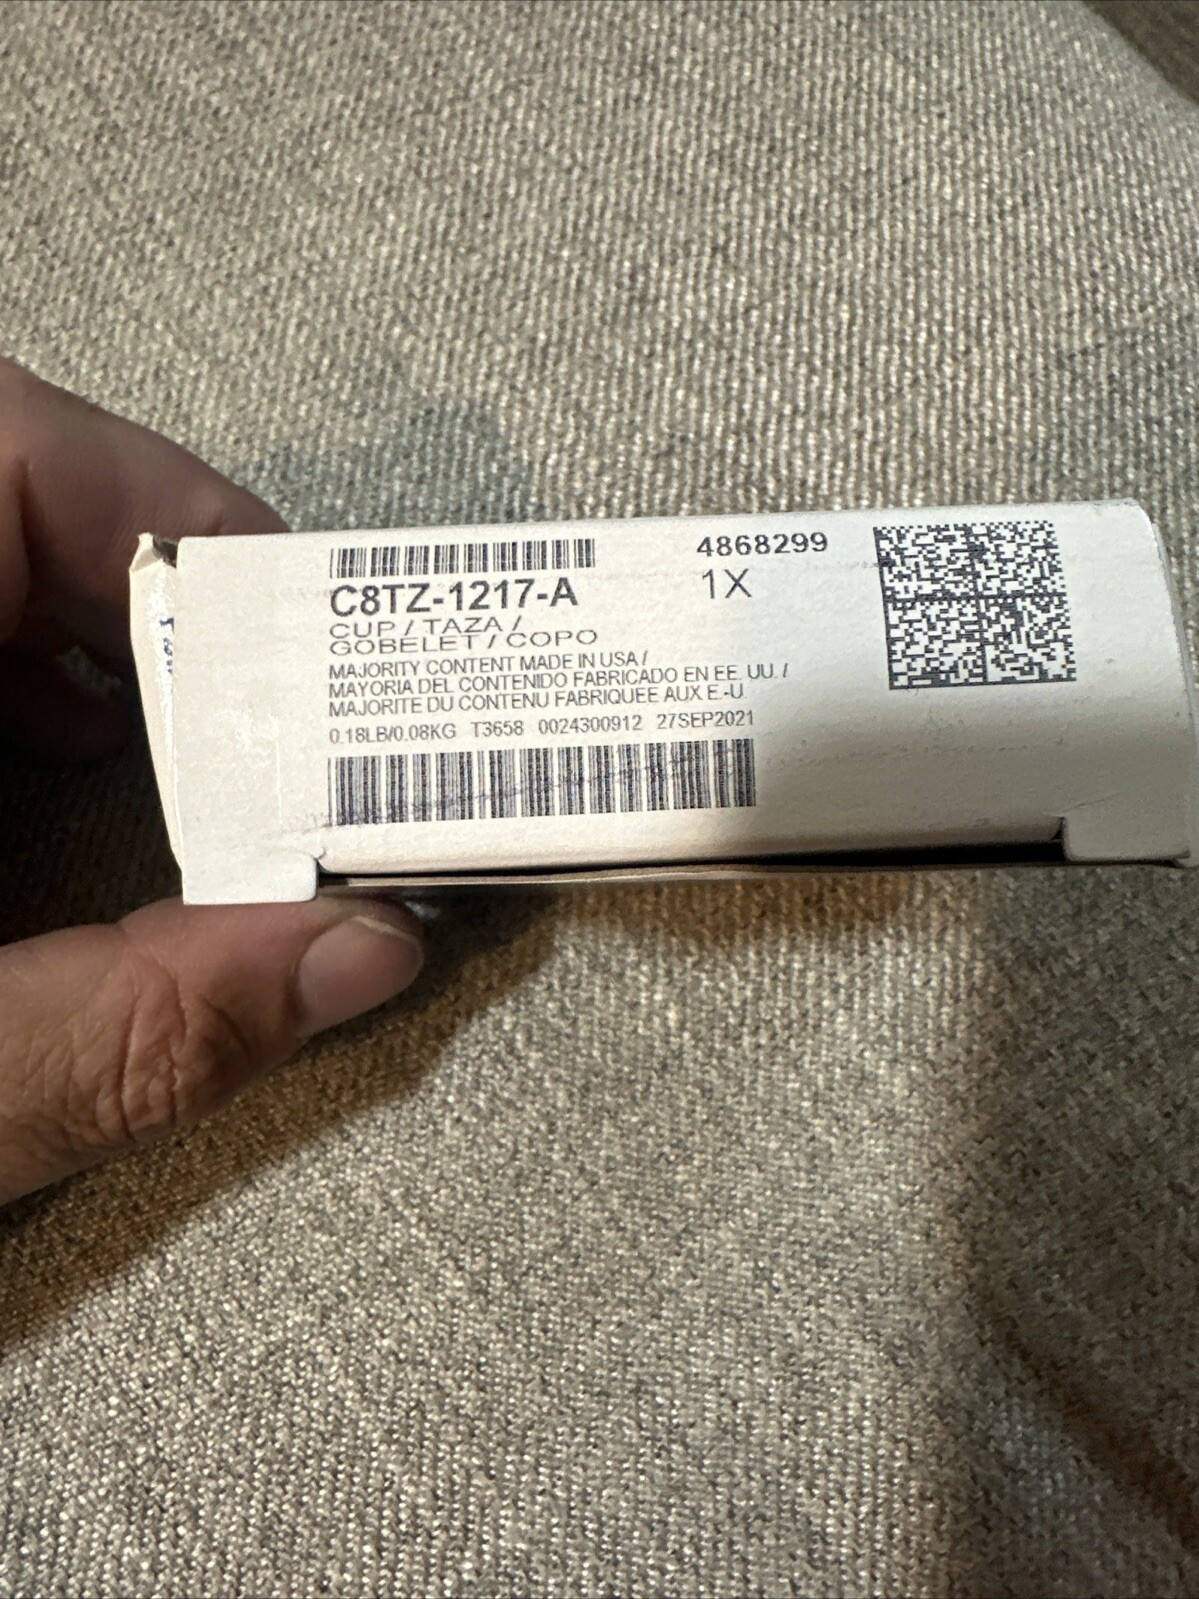 4868299
C8TZ-1217-A
1X
CUP / TAZA /
GOBELET / COPO
MAJORITY CONTENT MADE IN USA /
MAYORIA DEL CONTENIDO FABRICADO EN EE. UU. /
MAJORITE DU CONTENU FABRIQUEE AUX E.-U.
0.18LB/0.08KG T3658 0024300912 27SEP2021